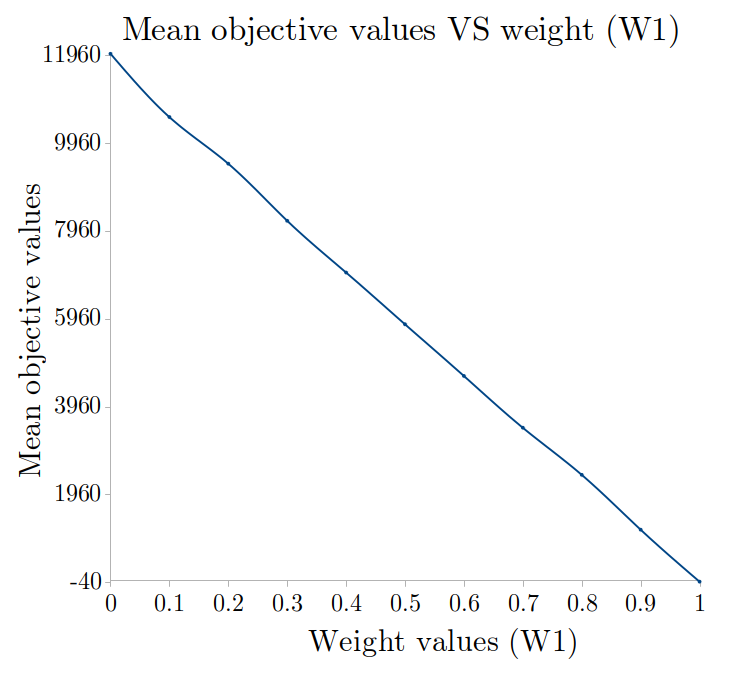 Mean objective values VS weight (W1)
11960
9960
7960
5960
3960
1960
-40
Mean objective values
0 0.1 0.2 0.3 0.4 0.5 0.6 0.7 0.8 0.9 1
Weight values (W1)